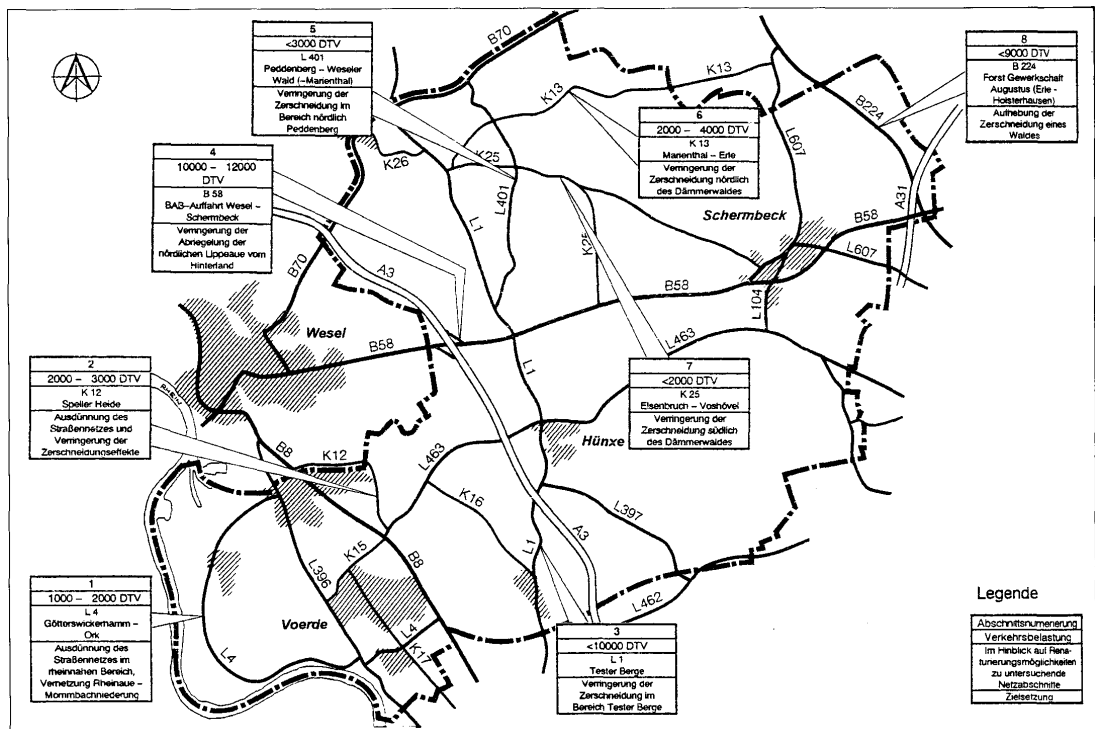 5
<3000 DTV
L 401
Peddenberg – Weseler
Wald (–Marienthal)
Verringerung der
Zerschneidung im
Bereich nördlich
Peddenberg
8
<9000 DTV
B 224
Forst Gewerkschaft
Augustus (Erle -
Holsterhausen)
Aufhebung der
Zerschneidung eines
Waldes
6
2000 – 4000 DTV
K 13
Marienthal – Erle
Verringerung der
Zerschneidung nördlich
des Dämmerwaldes
4
10000 – 12000
DTV
B 58
BAB–Auffahrt Wesel –
Schermbeck
Verringerung der
Abriegelung der
nördlichen Lippeaue vom
Hinterland
2
2000 – 3000 DTV
K 12
Speller Heide
Ausdünnung des
Straßennetzes und
Verringerung der
Zerschneidungseffekte
7
<2000 DTV
K 25
Elsenbruch – Voshövel
Verringerung der
Zerschneidung südlich
des Dämmerwaldes
1
1000 – 2000 DTV
L 4
Götterswickerhamm –
Ork
Ausdünnung des
Straßennetzes im
rheinnahen Bereich,
Vernetzung Rheinaue –
Mommbachniederung
3
<10000 DTV
L 1
Tester Berge
Verringerung der
Zerschneidung im
Bereich Tester Berge
B70
K13
K13
B224
L607
K26
K25
L401
A31
Schermbeck
B58
L1
K25
L607
B70
A3
B58
L104
Wesel
L463
B58
L1
RHEIN
Hünxe
B8
K12
L463
K16
L397
A3
K15
L1
B8
L396
L462
Voerde
L4
K17
L4
Legende
Abschnittsnumerierung
Verkehrsbelastung
Im Hinblick auf Rena-
turierungsmöglichkeiten
zu untersuchende
Netzabschnitte
Zielsetzung